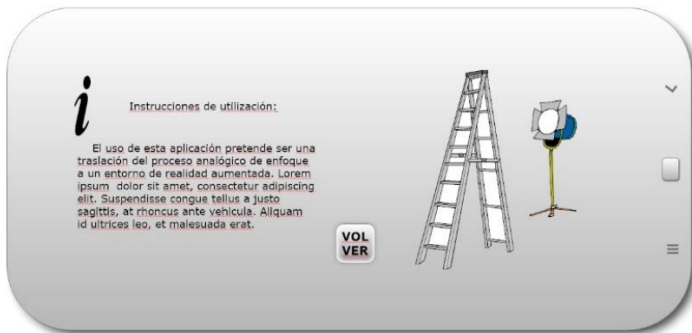 i
Instrucciones de utilización:
El uso de esta aplicación pretende ser una
traslación del proceso analógico de enfoque
a un entorno de realidad aumentada. Lorem
ipsum dolor sit amet, consectetur adipiscing
elit. Suspendisse congue tellus a justo
sagittis, at rhoncus ante vehicula. Aliquam
id ultrices leo, et malesuada erat.
VOL
VER